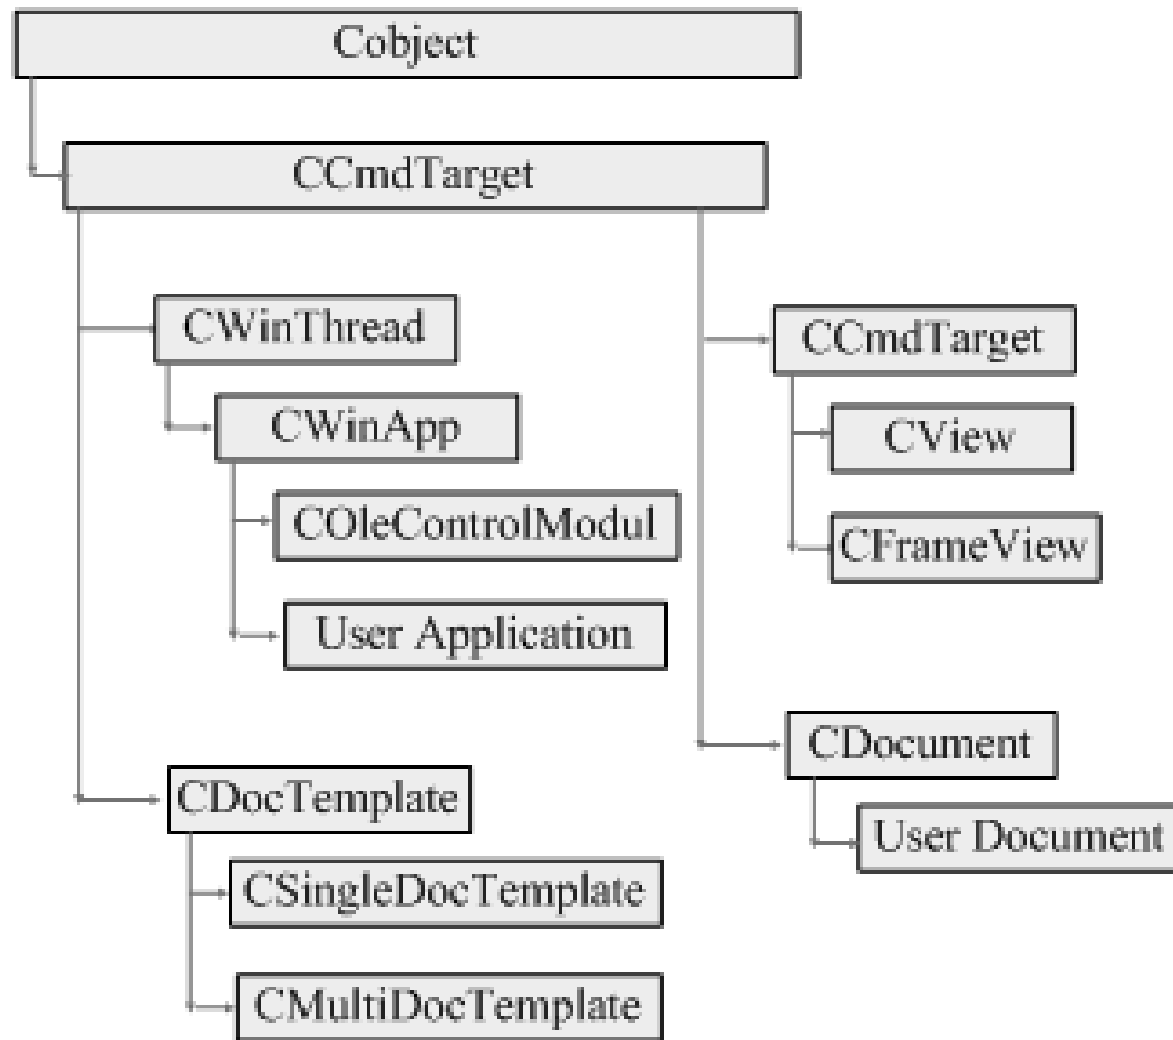 Cobject
CCmdTarget
CWinThread
CWinApp
COleControlModul
User Application
CDocTemplate
CSingleDocTemplate
CMultiDocTemplate
CCmdTarget
CView
CFrameView
CDocument
User Document